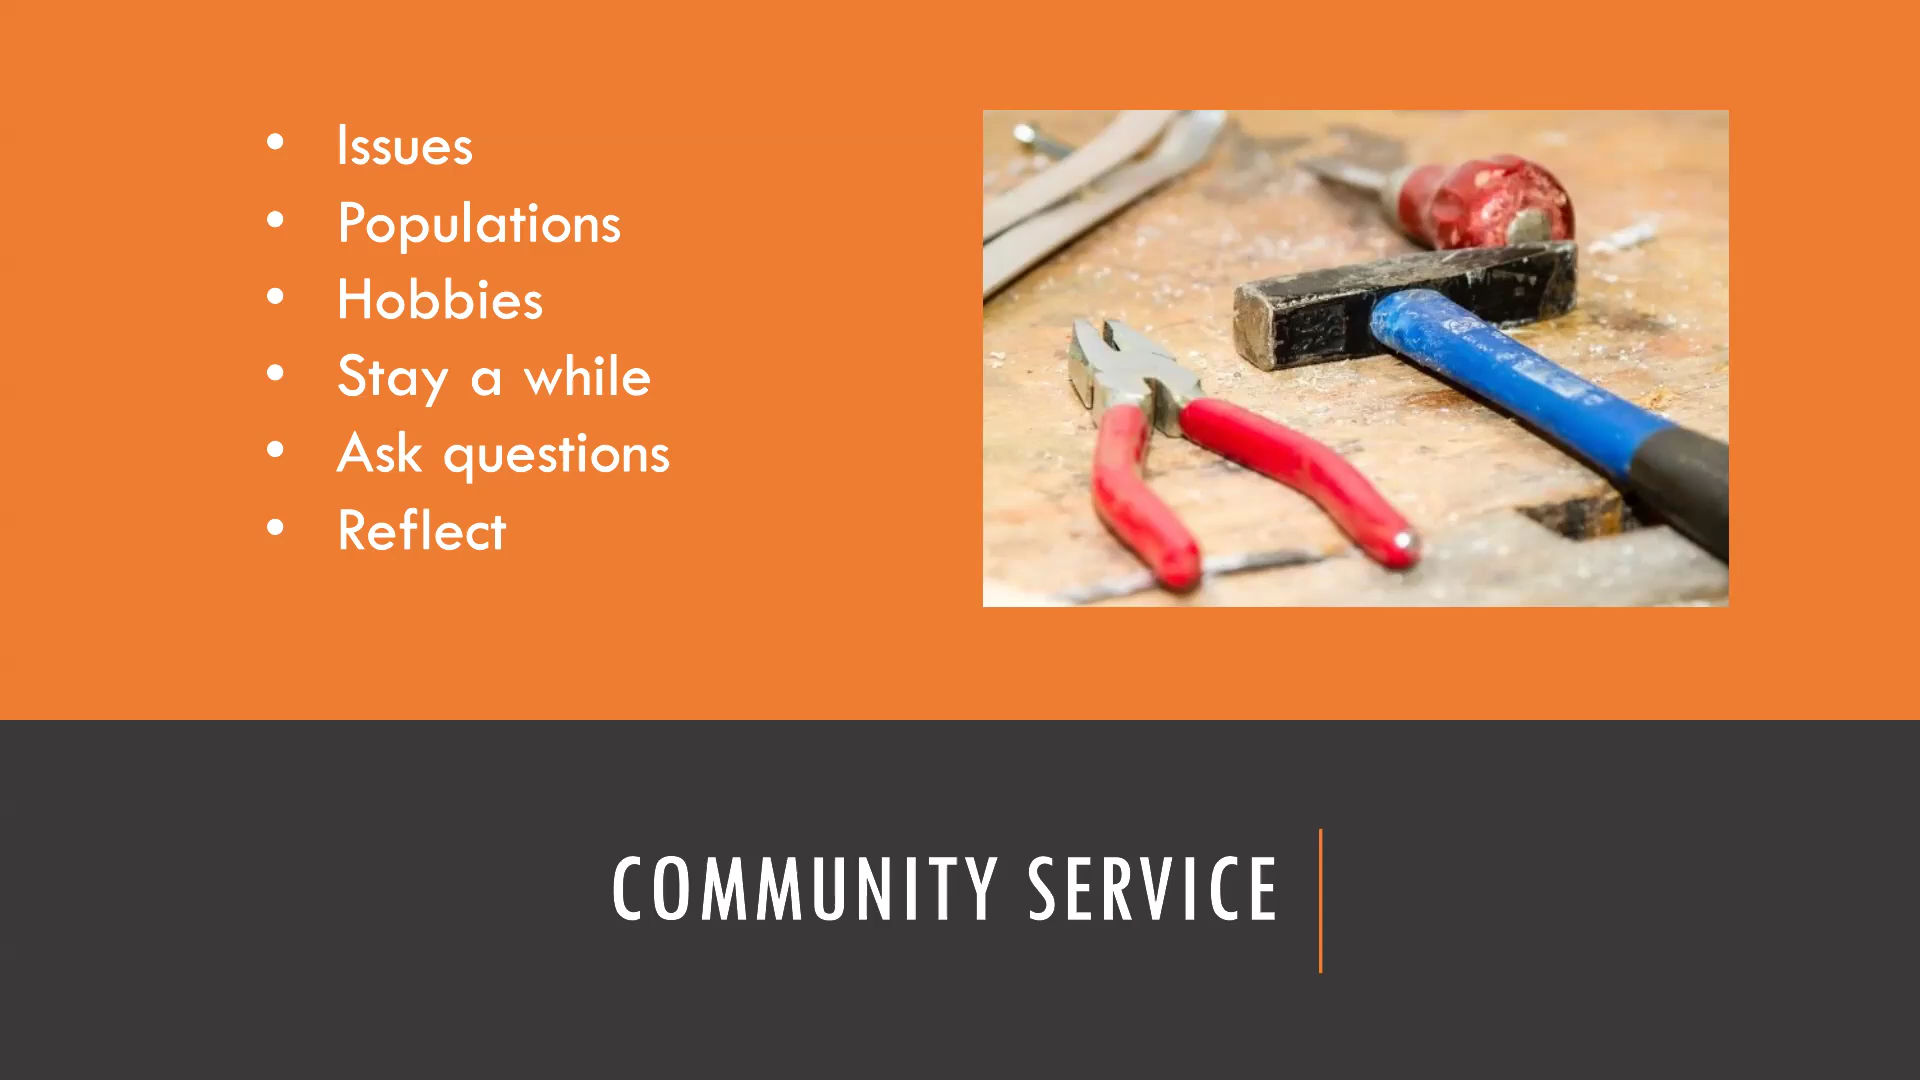 • Issues
• Populations
• Hobbies
• Stay a while
• Ask questions
• Reflect
COMMUNITY SERVICE